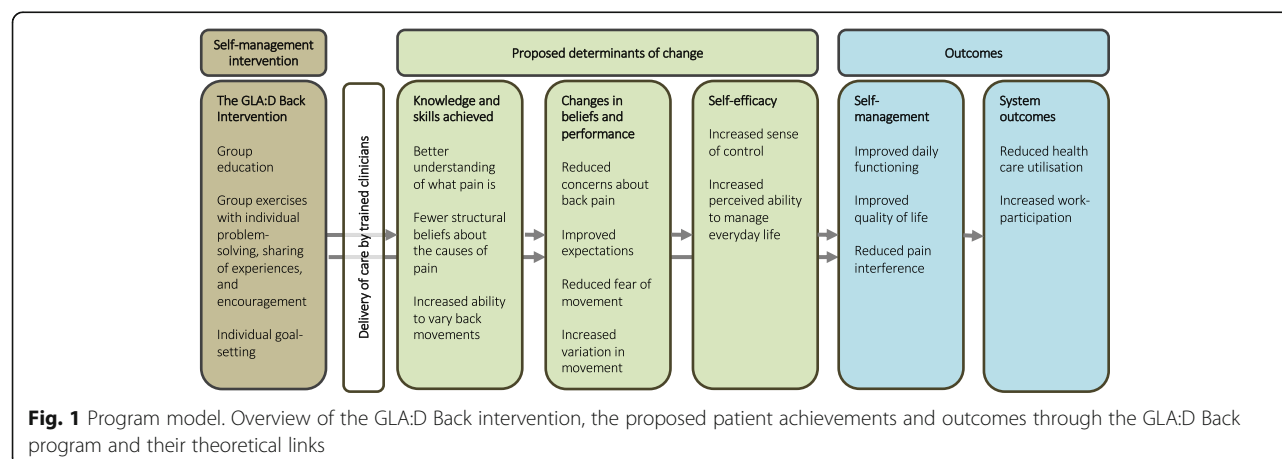 Self-management
intervention
Proposed determinants of change
Outcomes
The GLA:D Back
Intervention
Group
education
Group exercises
with individual
problem-
solving, sharing
of experiences,
and
encouragement
Individual goal-
setting
Delivery of care by trained clinicians
Knowledge and
skills achieved
Better
understanding
of what pain is
Fewer structural
beliefs about
the causes of
pain
Increased ability
to vary back
movements
Changes in
beliefs and
performance
Reduced
concerns about
back pain
Improved
expectations
Reduced fear of
movement
Increased
variation in
movement
Self-efficacy
Increased sense
of control
Increased
perceived ability
to manage
everyday life
Self-
management
Improved daily
functioning
Improved
quality of life
Reduced pain
interference
System
outcomes
Reduced health
care utilisation
Increased work-
participation
Fig. 1 Program model. Overview of the GLA:D Back intervention, the proposed patient achievements and outcomes through the GLA:D Back
program and their theoretical links